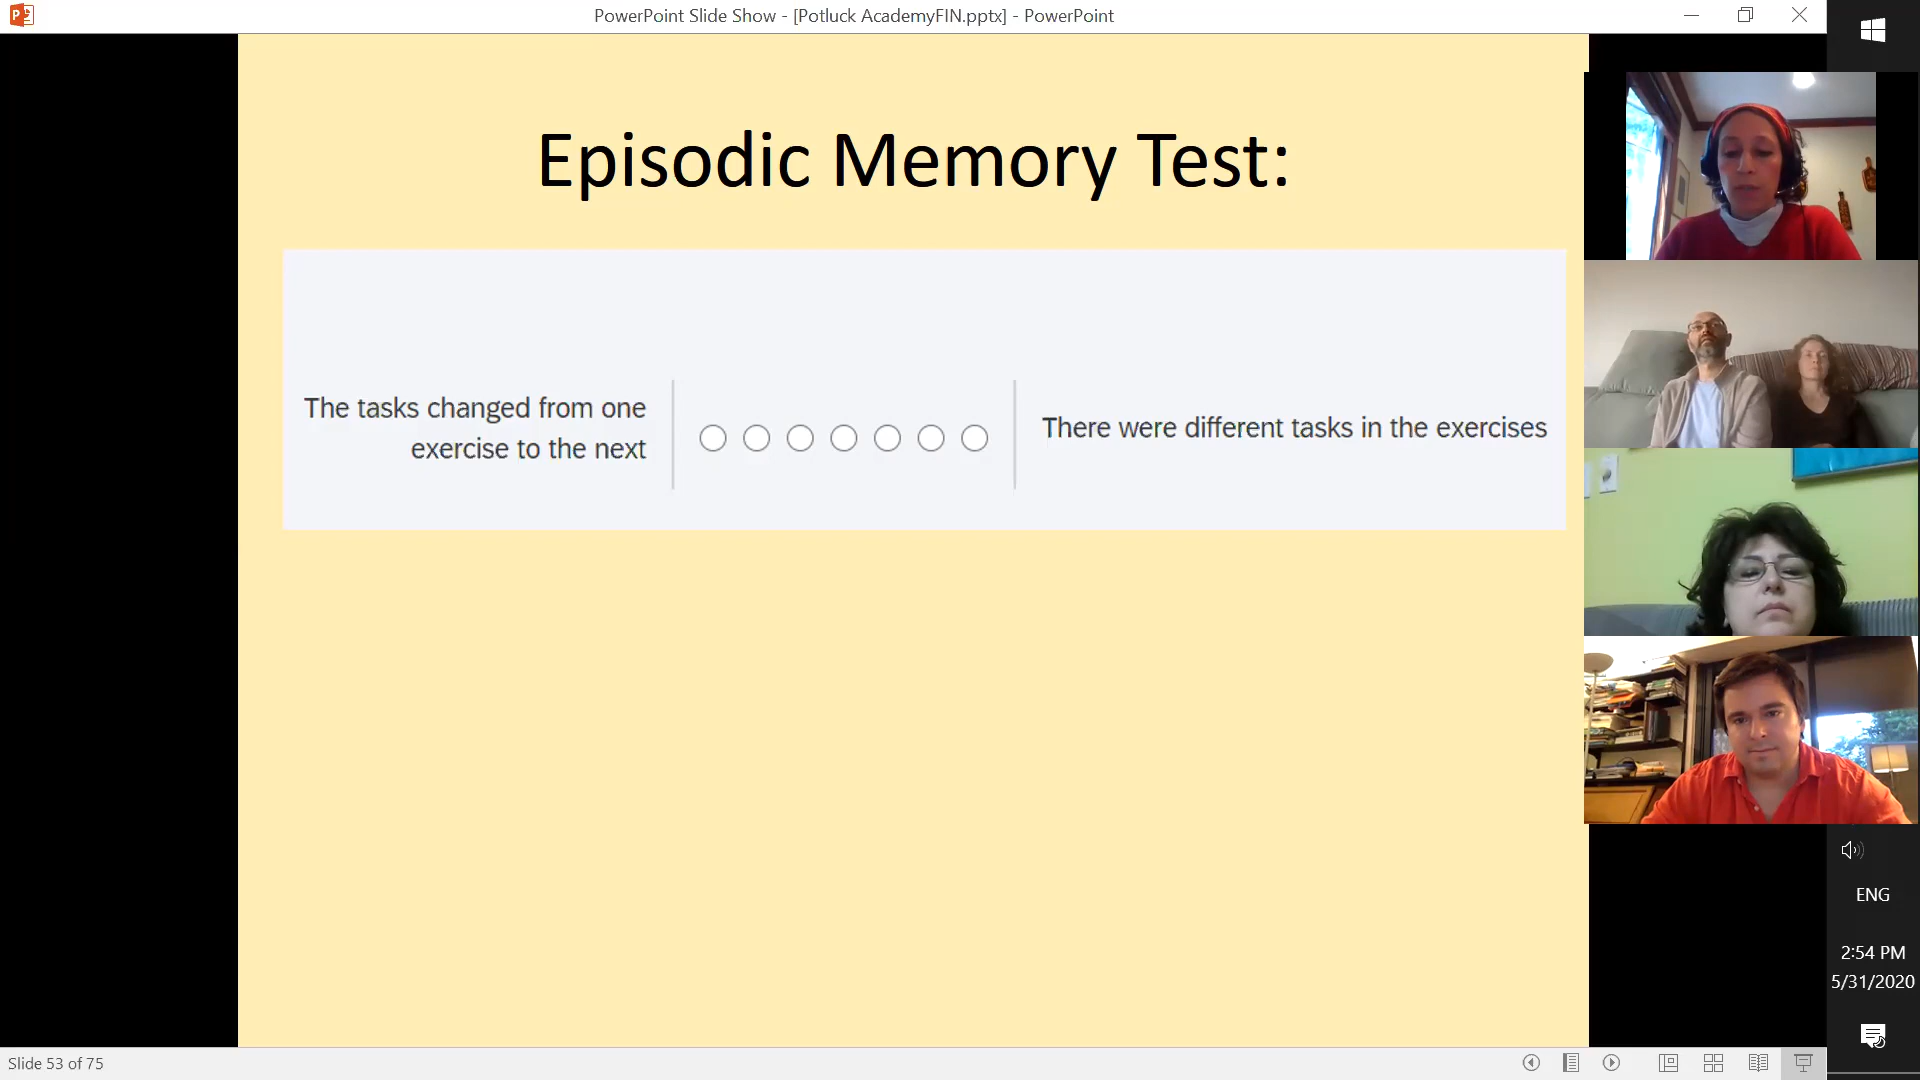 PowerPoint Slide Show - [Potluck AcademyFIN.pptx] - PowerPoint
Episodic Memory Test:
The tasks changed from one
exercise to the next
There were different tasks in the exercises
ENG
2:54 PM
5/31/2020
Slide 53 of 75